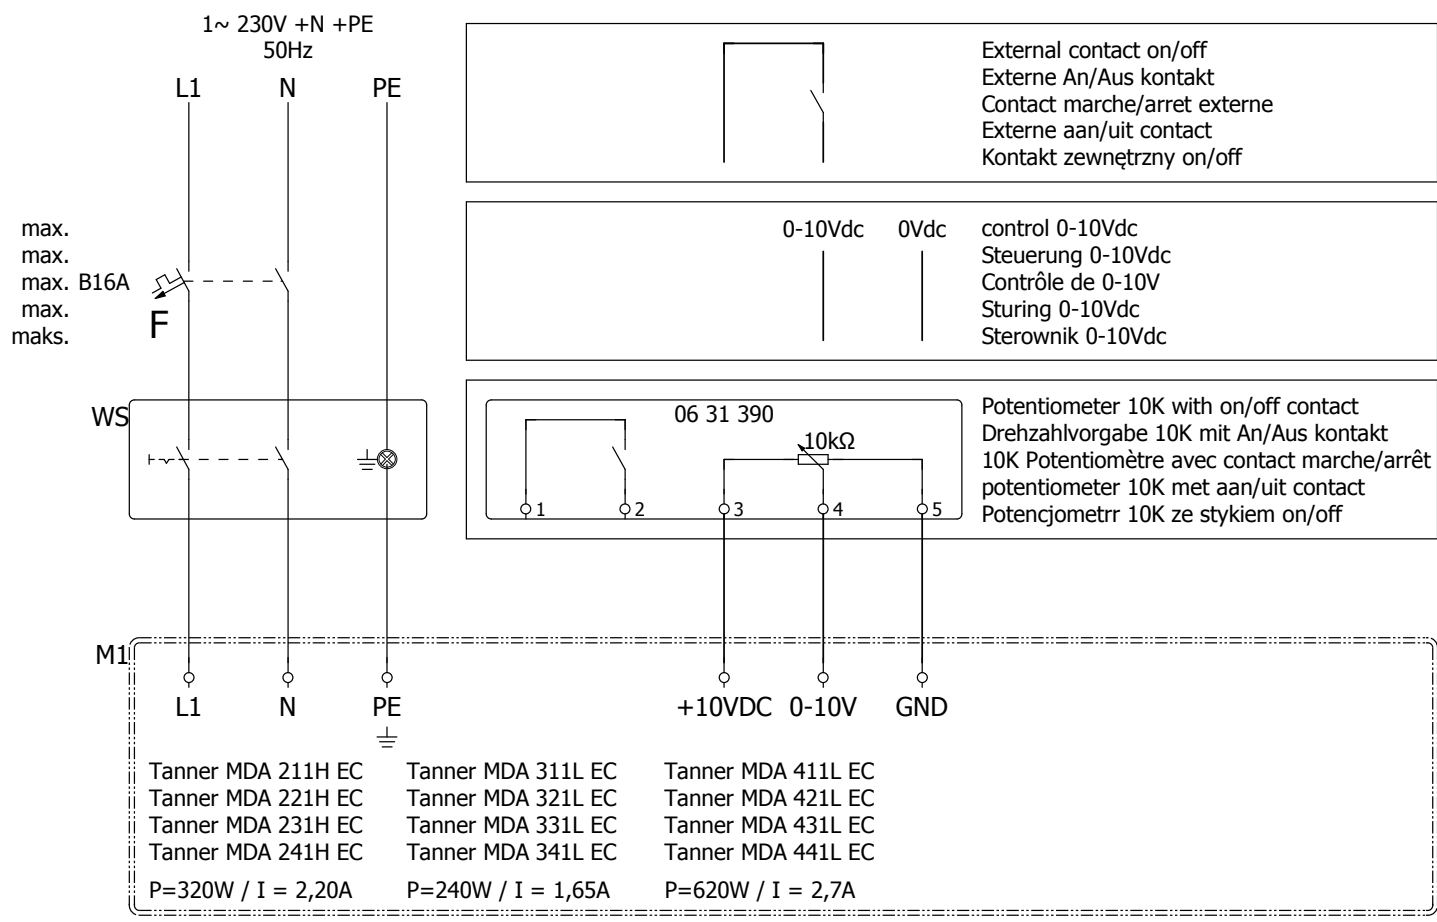 1~ 230V +N +PE
50Hz
L1 N PE
External contact on/off
Externe An/Aus kontakt
Contact marche/arret externe
Externe aan/uit contact
Kontakt zewnętrzny on/off
max.
max.
max. B16A
max.
maks.
F
0-10Vdc 0Vdc
control 0-10Vdc
Steuerung 0-10Vdc
Contrôle de 0-10V
Sturing 0-10Vdc
Sterownik 0-10Vdc
WS
06 31 390
10kΩ
1 2 3 4 5
Potentiometer 10K with on/off contact
Drehzahlvorgabe 10K mit An/Aus kontakt
10K Potentiomètre avec contact marche/arrêt
potentiometer 10K met aan/uit contact
Potencjometrr 10K ze stykiem on/off
M1
L1 N PE +10VDC 0-10V GND
Tanner MDA 211H EC Tanner MDA 311L EC Tanner MDA 411L EC
Tanner MDA 221H EC Tanner MDA 321L EC Tanner MDA 421L EC
Tanner MDA 231H EC Tanner MDA 331L EC Tanner MDA 431L EC
Tanner MDA 241H EC Tanner MDA 341L EC Tanner MDA 441L EC
P=320W / I = 2,20A P=240W / I = 1,65A P=620W / I = 2,7A